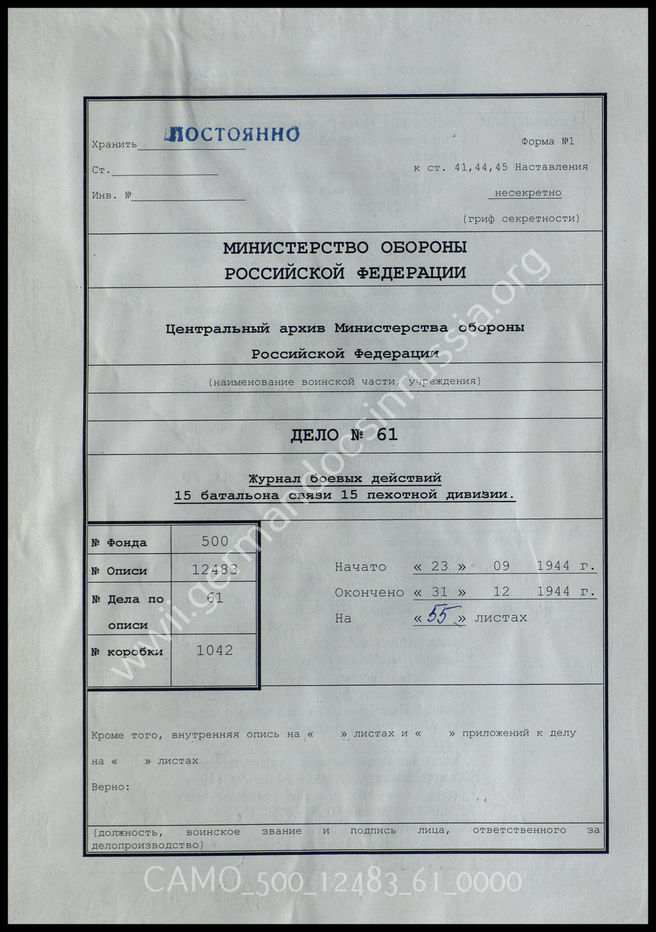 Хранить ПОСТОЯННО
Форма №1
Ст.
к ст. 41,44,45 Наставления
Инв. №
несекретно
(гриф секретности)
МИНИСТЕРСТВО ОБОРОНЫ
РОССИЙСКОЙ ФЕДЕРАЦИИ
Центральный архив Министерства обороны
Российской Федерации
(наименование воинской части, учреждения)
ДЕЛО № 61
Журнал боевых действий
15 батальона связи 15 пехотной дивизии.
№ Фонда 500
№ Описи 12483
№ Дела по описи 61
№ коробки 1042
Начато « 23 » 09 1944 г.
Окончено « 31 » 12 1944 г.
На « 55 » листах
Кроме того, внутренняя опись на « » листах и « » приложений к делу
на « » листах
Верно:
(должность, воинское звание и подпись лица, ответственного за
делопроизводство)
www.germandocsinrussia.org
CAMO_500_12483_61_0000